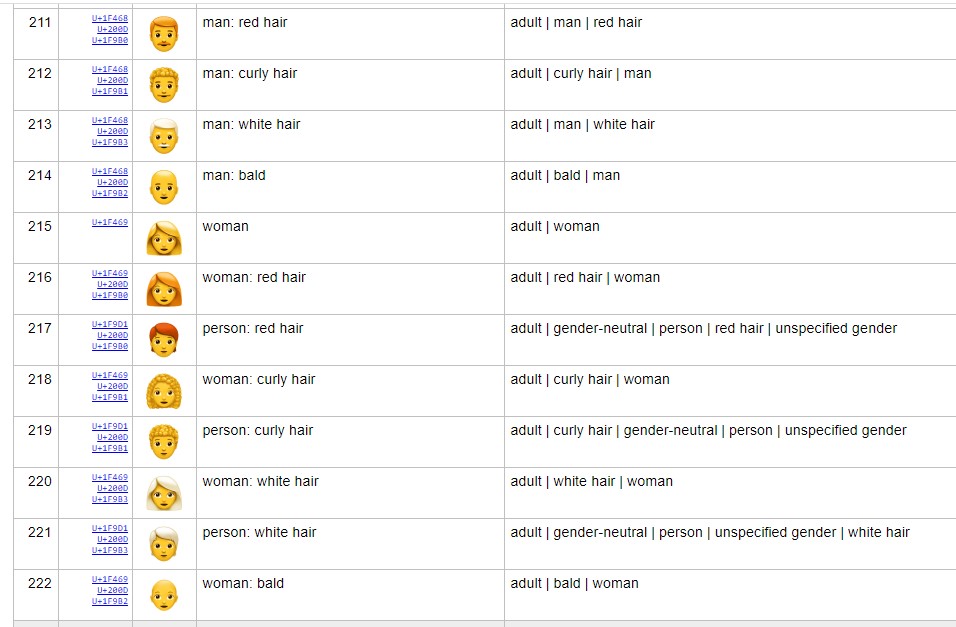 211 U+1F468 man: red hair adult | man | red hair
U+200D
U+1F9B0
212 U+1F468 man: curly hair adult | curly hair | man
U+200D
U+1F9B1
213 U+1F468 man: white hair adult | man | white hair
U+200D
U+1F9B3
214 U+1F468 man: bald adult | bald | man
U+200D
U+1F9B2
215 U+1F469 woman adult | woman
216 U+1F469 woman: red hair adult | red hair | woman
U+200D
U+1F9B0
217 U+1F9D1 person: red hair adult | gender-neutral | person | red hair | unspecified gender
U+200D
U+1F9B0
218 U+1F469 woman: curly hair adult | curly hair | woman
U+200D
U+1F9B1
219 U+1F9D1 person: curly hair adult | curly hair | gender-neutral | person | unspecified gender
U+200D
U+1F9B1
220 U+1F469 woman: white hair adult | white hair | woman
U+200D
U+1F9B3
221 U+1F9D1 person: white hair adult | gender-neutral | person | unspecified gender | white hair
U+200D
U+1F9B3
222 U+1F469 woman: bald adult | bald | woman
U+200D
U+1F9B2